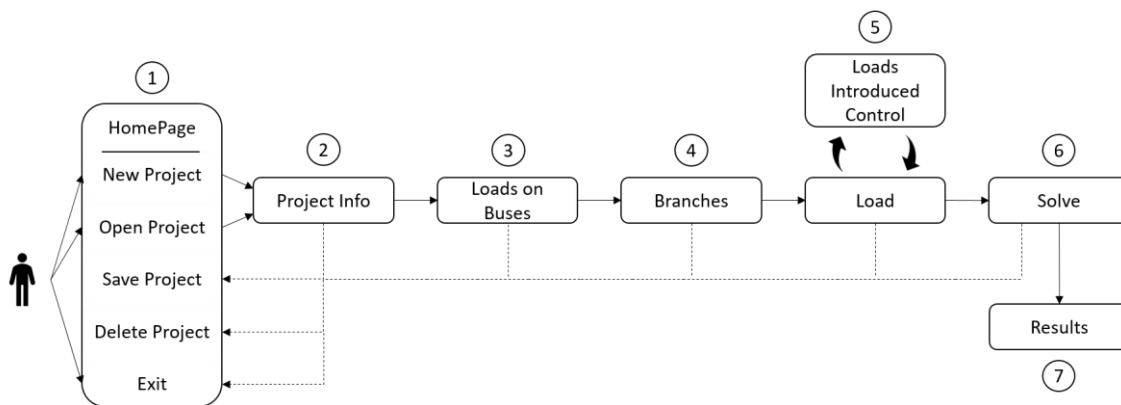 5
Loads
Introduced
Control
1
HomePage
New Project
Open Project
Save Project
Delete Project
Exit
2
Project Info
3
Loads on
Buses
4
Branches
Load
6
Solve
Results
7